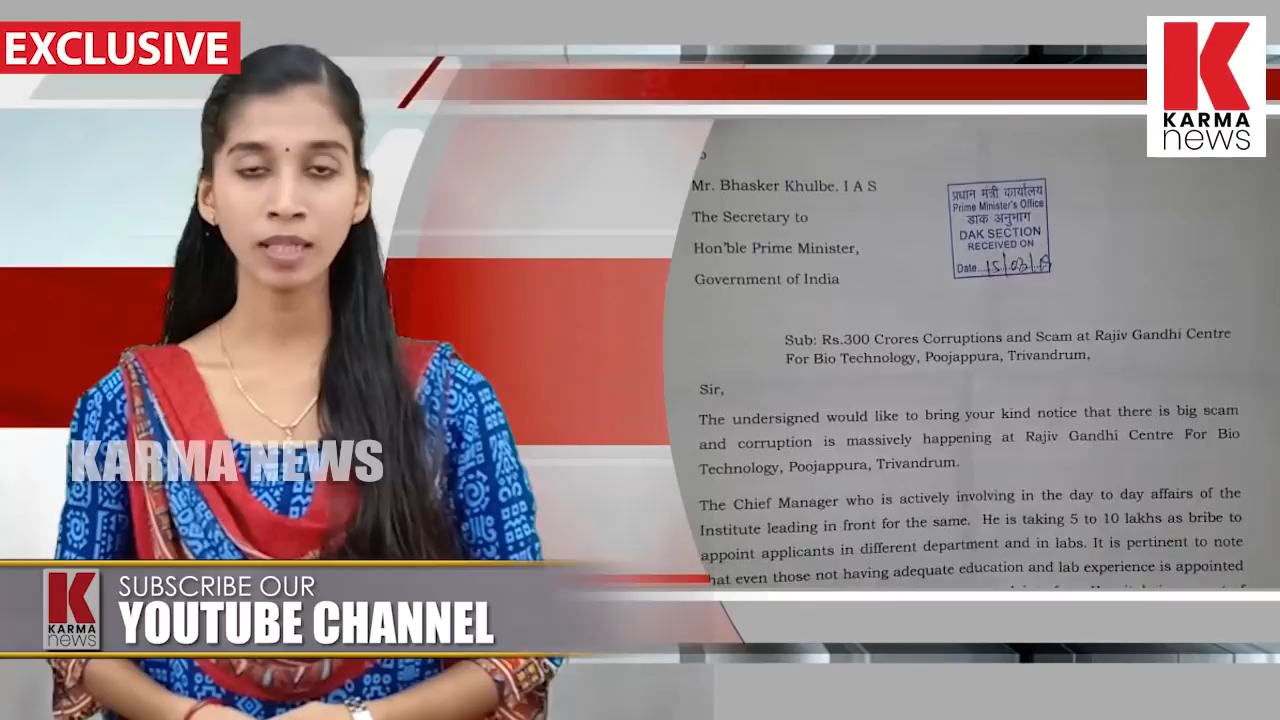 EXCLUSIVE
K
KARMA
news
Mr. Bhasker Khulbe. I A S
The Secretary to
Hon'ble Prime Minister,
Government of India
प्रधान मंत्री कार्यालय
Prime Minister's Office
डाक अनुभाग
DAK SECTION
RECEIVED ON
Date...15/03/19
Sub: Rs.300 Crores Corruptions and Scam at Rajiv Gandhi Centre
For Bio Technology, Poojappura, Trivandrum,
Sir,
The undersigned would like to bring your kind notice that there is big scam
and corruption is massively happening at Rajiv Gandhi Centre For Bio
Technology, Poojappura, Trivandrum.
The Chief Manager who is actively involving in the day to day affairs of the
Institute leading in front for the same. He is taking 5 to 10 lakhs as bribe to
appoint applicants in different department and in labs. It is pertinent to note
that even those not having adequate education and lab experience is appointed
KARMA NEWS
K
KARMA
news
SUBSCRIBE OUR
YOUTUBE CHANNEL